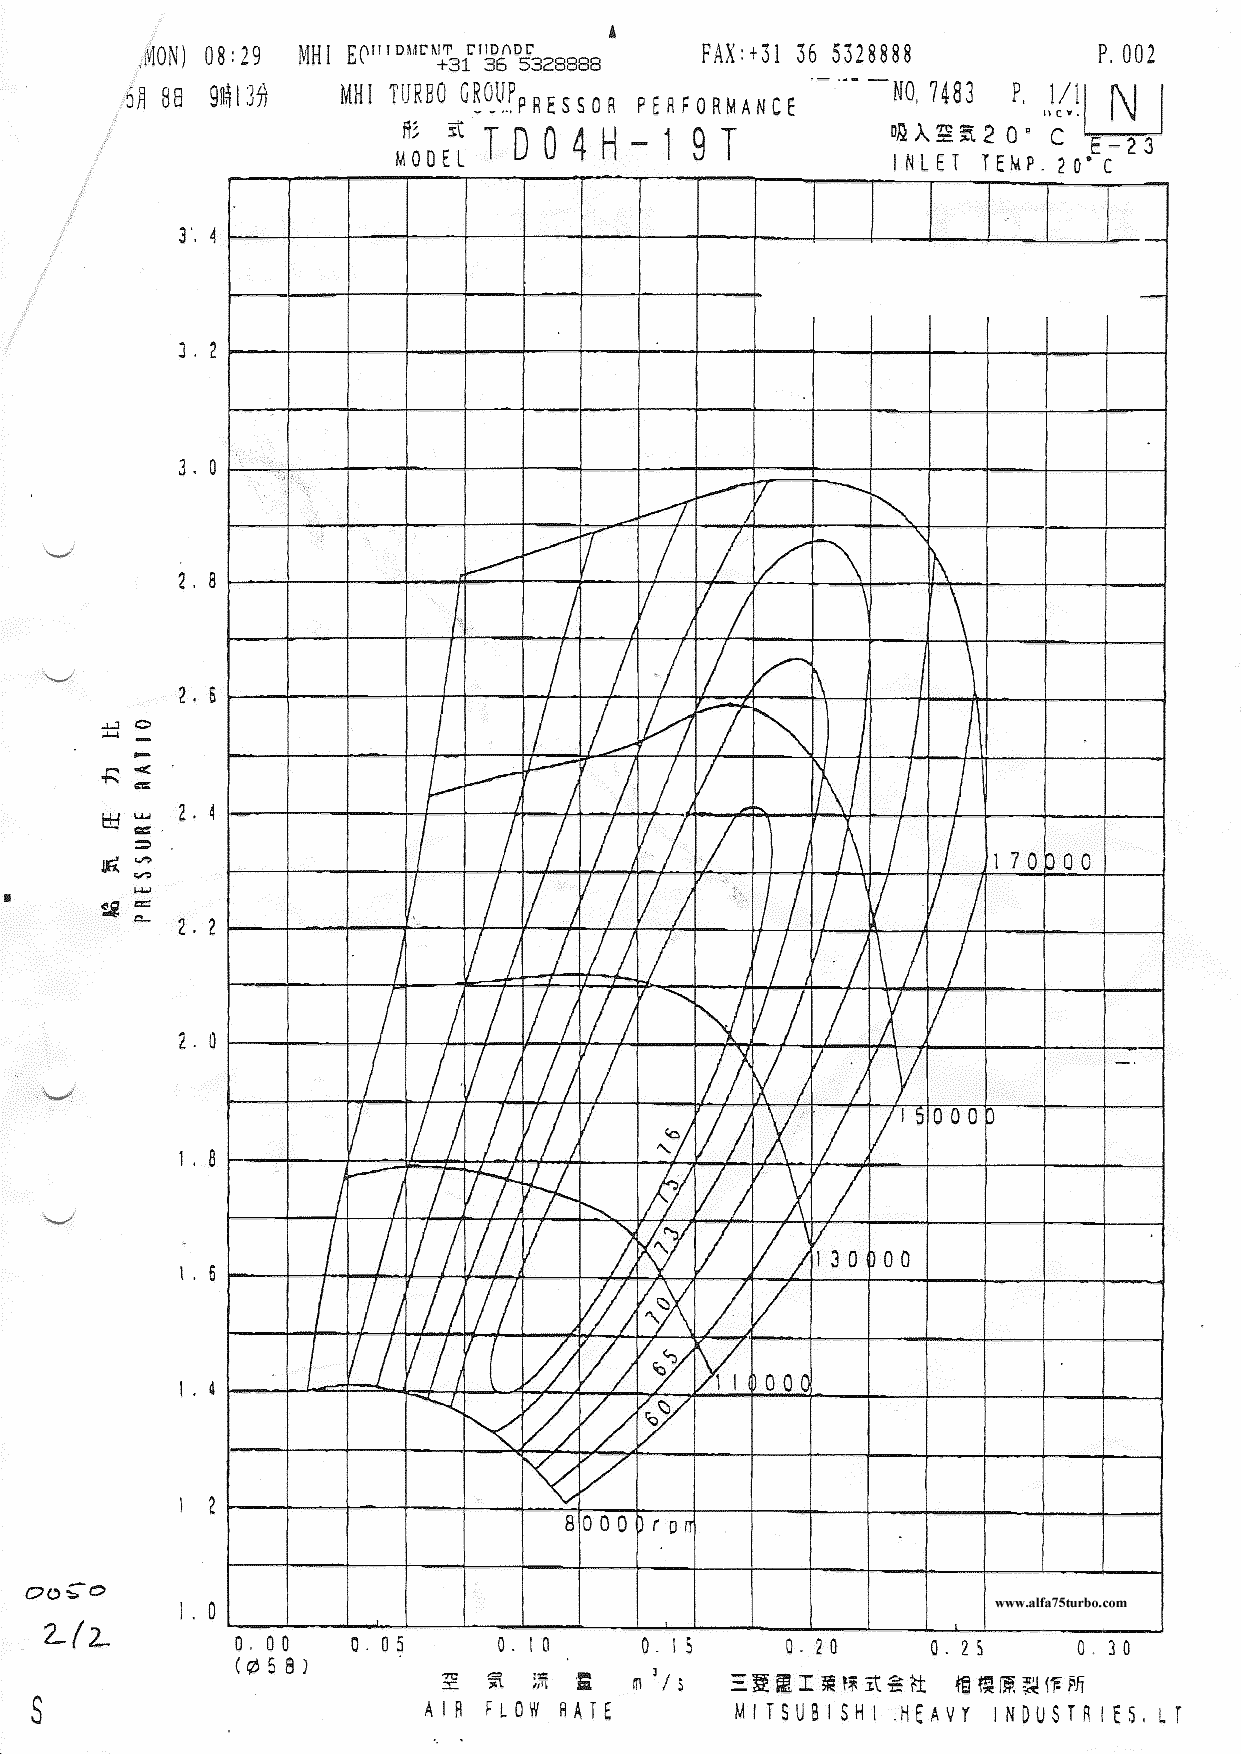 (MON) 08:29 MHI EQUIPMENT EUROPE FAX:+31 36 5328888 P.002
+31 36 5328888
5月 8日 9時13分 MHI TURBO GROUP NO. 7483 P. 1/1
PRESSOR PERFORMANCE
N
形 式
MODEL TD04H-19T
吸入空気20°C
INLET TEMP. 20°C
E-23
3.4
3.2
3.0
2.8
2.6
2.4
2.2
2.0
1.8
1.6
1.4
1 2
1.0
給 気 圧 力 比
PRESSURE RATIO
170000
150000
130000
110000
80000rpm
76
75
73
70
65
60
www.alfa75turbo.com
0050
2/2
S
0.00 0.05 0.10 0.15 0.20 0.25 0.30
(ø58)
空 気 流 量 m³/s 三菱重工業株式会社 相模原製作所
AIR FLOW RATE MITSUBISHI HEAVY INDUSTRIES, LT